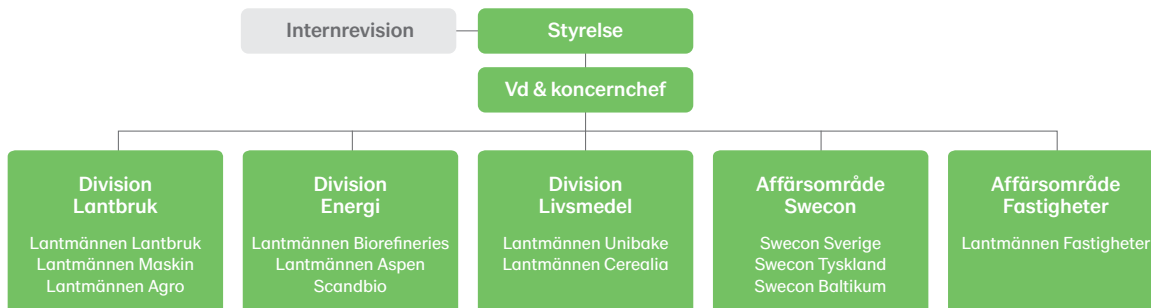 Internrevision
Styrelse
Vd & koncernchef
Division
Lantbruk
Lantmännen Lantbruk
Lantmännen Maskin
Lantmännen Agro
Division
Energi
Lantmännen Biorefineries
Lantmännen Aspen
Scandbio
Division
Livsmedel
Lantmännen Unibake
Lantmännen Cerealia
Affärsområde
Swecon
Swecon Sverige
Swecon Tyskland
Swecon Baltikum
Affärsområde
Fastigheter
Lantmännen Fastigheter